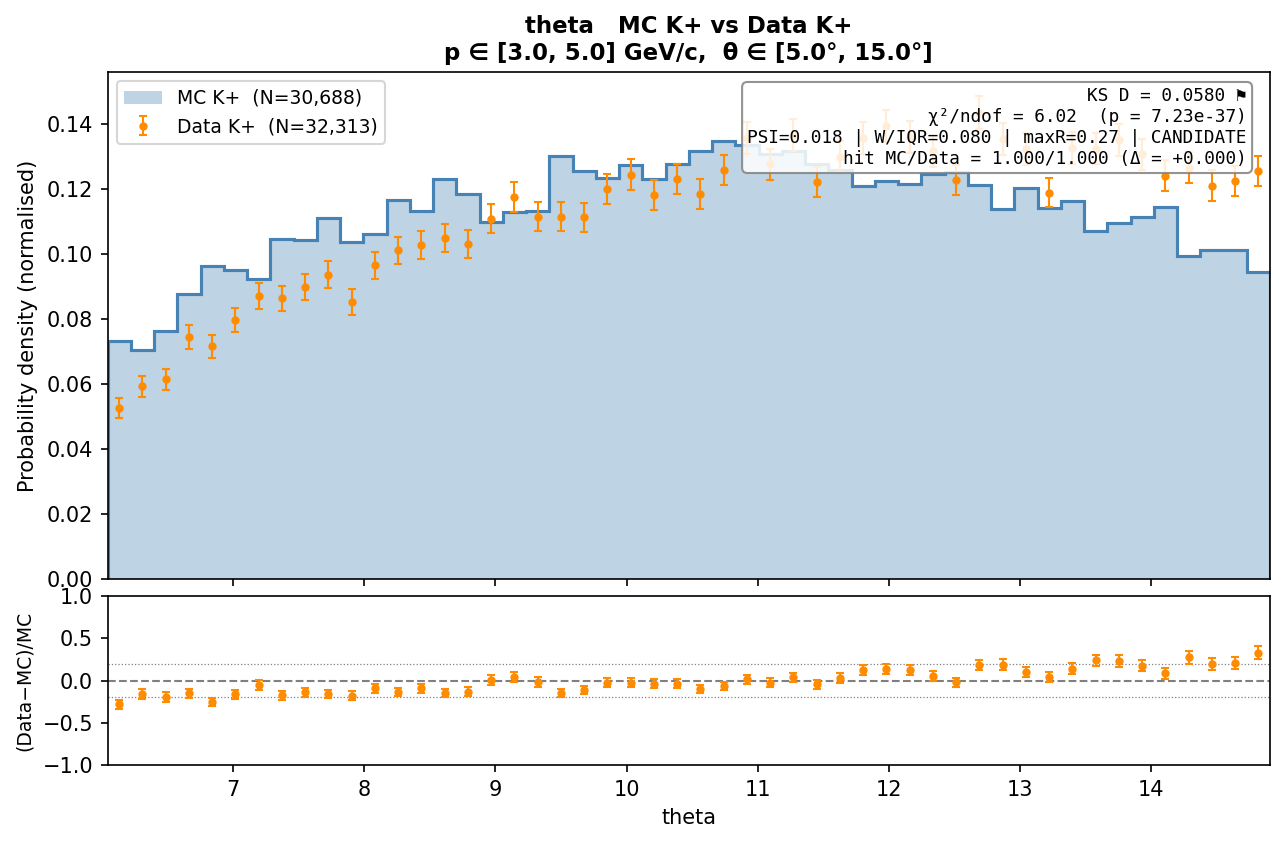 theta   MC K+ vs Data K+
p ∈ [3.0, 5.0] GeV/c,  θ ∈ [5.0°, 15.0°]
MC K+  (N=30,688)
Data K+  (N=32,313)
KS D = 0.0580 ⚑
χ²/ndof = 6.02  (p = 7.23e-37)
PSI=0.018 | W/IQR=0.080 | maxR=0.27 | CANDIDATE
hit MC/Data = 1.000/1.000 (Δ = +0.000)
Probability density (normalised)
0.14
0.12
0.10
0.08
0.06
0.04
0.02
0.00
(Data−MC)/MC
1.0
0.5
0.0
−0.5
−1.0
7 8 9 10 11 12 13 14
theta